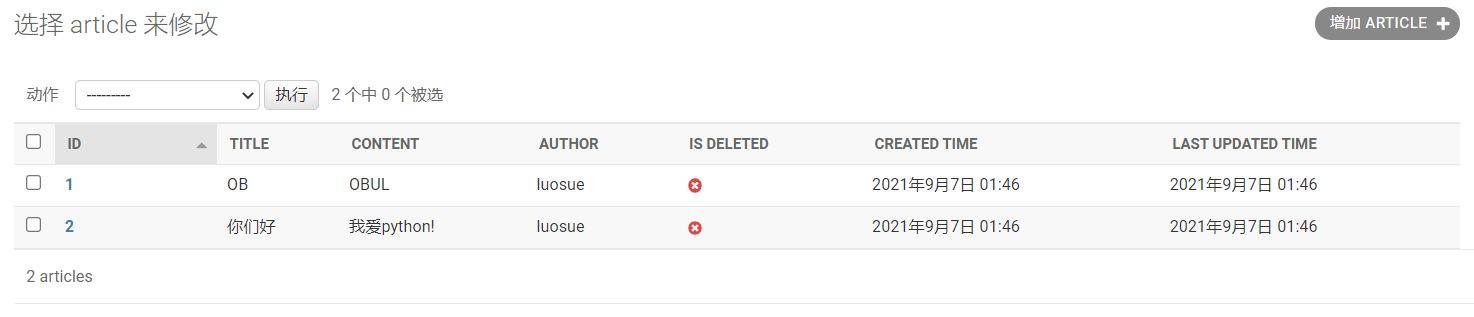 选择 article 来修改
增加 ARTICLE
动作 --------- 执行 2 个中 0 个被选
ID TITLE CONTENT AUTHOR IS DELETED CREATED TIME LAST UPDATED TIME
1 OB OBUL luosue 2021年9月7日 01:46 2021年9月7日 01:46
2 你们好 我爱python! luosue 2021年9月7日 01:46 2021年9月7日 01:46
2 articles